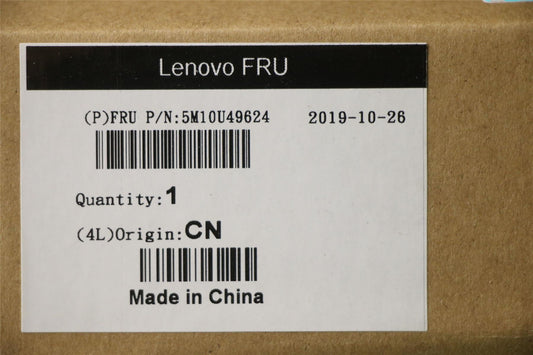 Lenovo FRU
(P)FRU P/N:5M10U49624 2019-10-26
Quantity:1
(4L)Origin:CN
Made in China